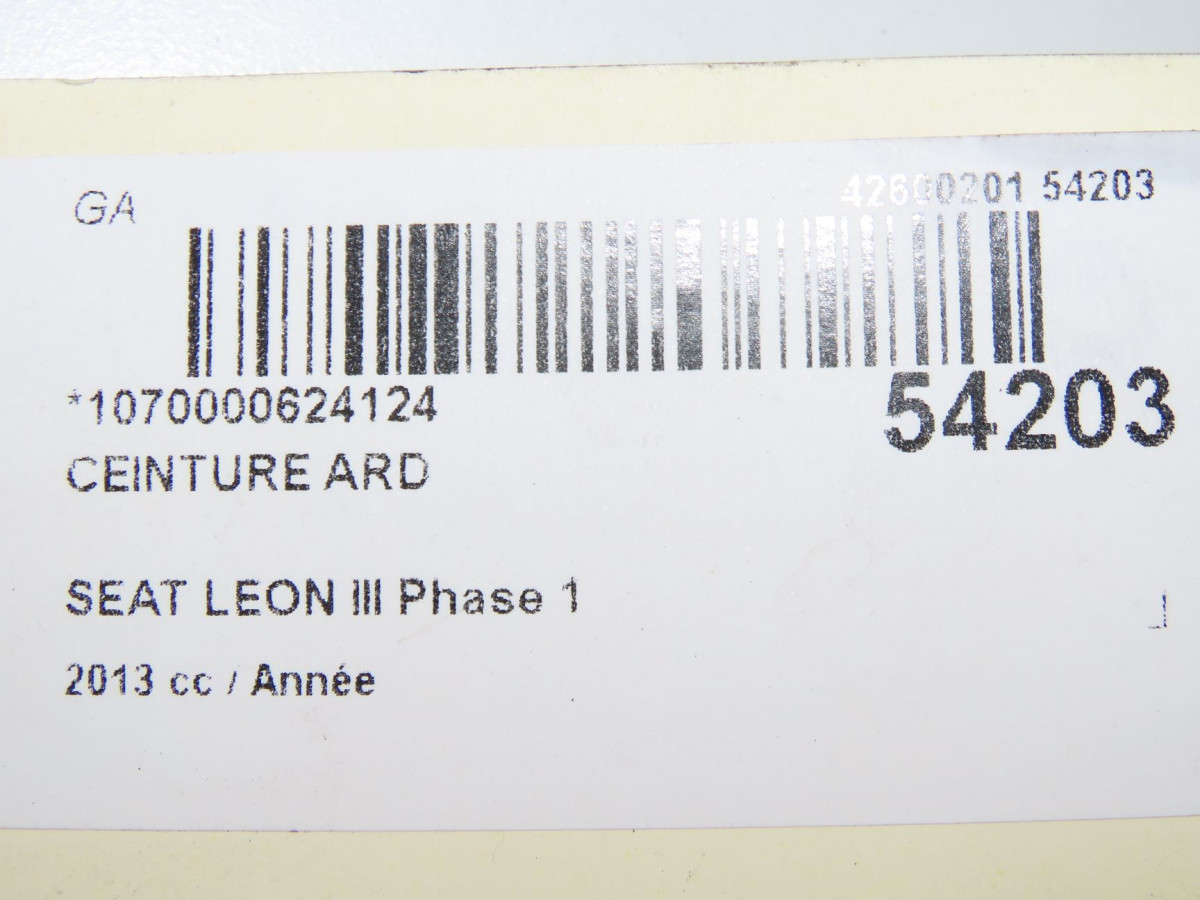 GA
42600201 54203
*1070000624124
54203
CEINTURE ARD
SEAT LEON III Phase 1
2013 cc / Année